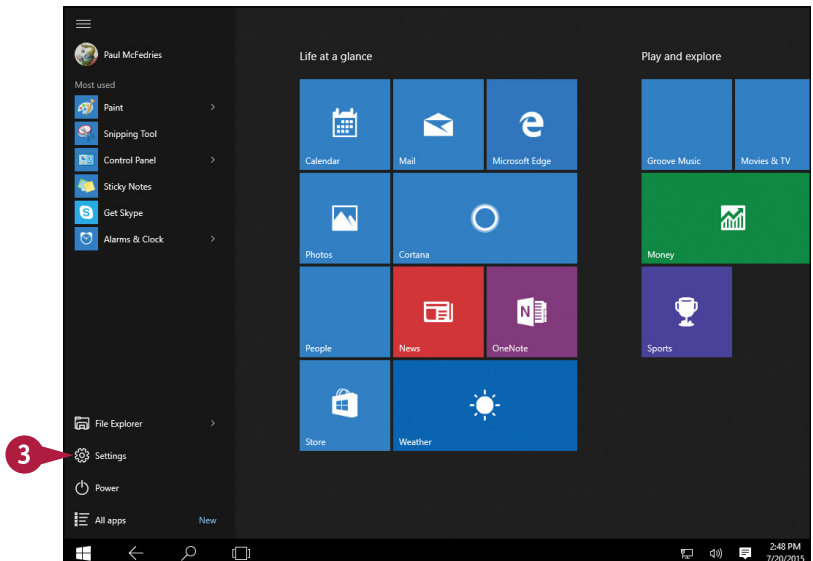 Paul McFedries
Most used
Paint
Snipping Tool
Control Panel
Sticky Notes
Get Skype
Alarms & Clock
File Explorer
3
Settings
Power
All apps New
Life at a glance
Calendar
Mail
Microsoft Edge
Photos
Cortana
People
News
OneNote
Store
Weather
Play and explore
Groove Music
Movies & TV
Money
Sports
2:48 PM
7/20/2015